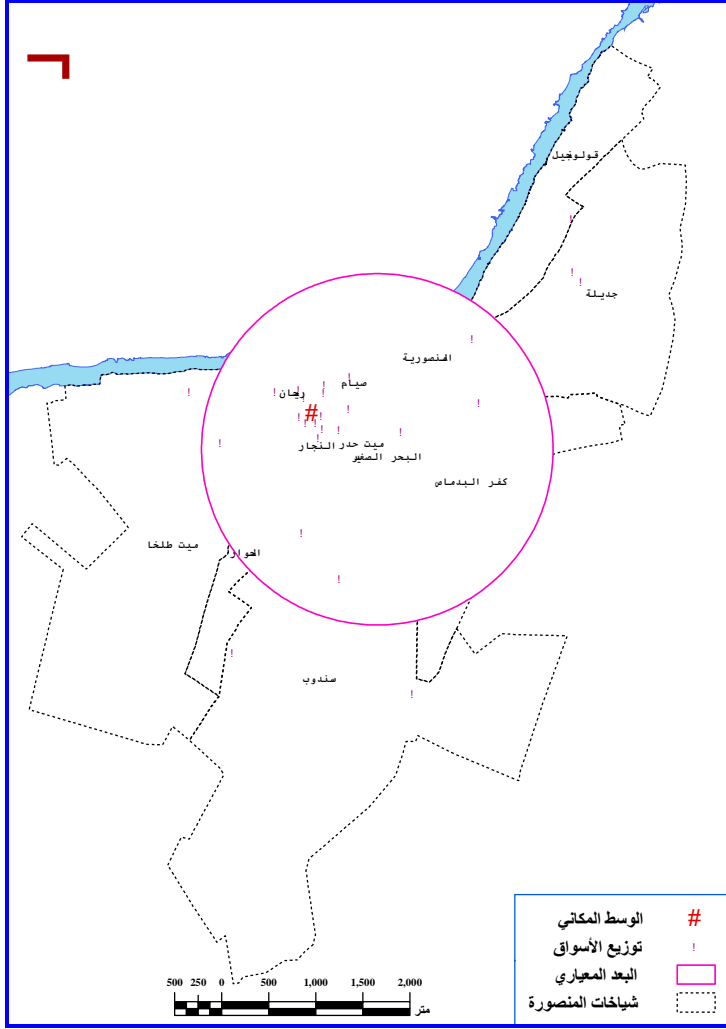 قولونجيل
جديلة
المنصورية
صيام
ريحان
ميت حدر
النجار
البحر الصغير
كفر البدماص
ميت طلخا
الحوار
سندوب
الوسط المكاني
توزيع الأسواق
البعد المعياري
شياخات المنصورة
500 250 0 500 1,000 1,500 2,000
متر